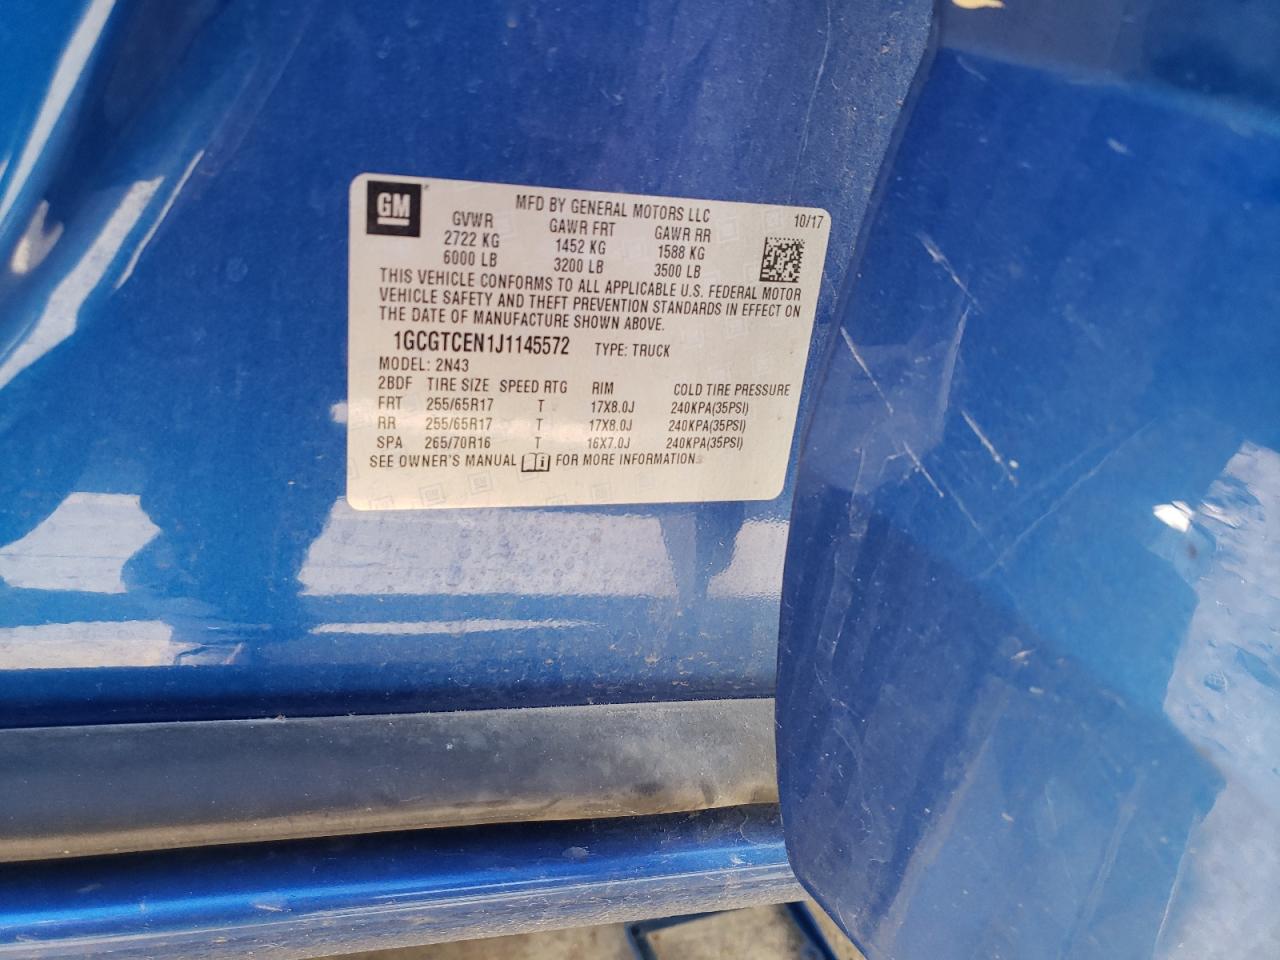 GM
MFD BY GENERAL MOTORS LLC 10/17
GVWR GAWR FRT GAWR RR
2722 KG 1452 KG 1588 KG
6000 LB 3200 LB 3500 LB
THIS VEHICLE CONFORMS TO ALL APPLICABLE U.S. FEDERAL MOTOR
VEHICLE SAFETY AND THEFT PREVENTION STANDARDS IN EFFECT ON
THE DATE OF MANUFACTURE SHOWN ABOVE.
1GCGTCEN1J1145572 TYPE: TRUCK
MODEL: 2N43
2BDF TIRE SIZE SPEED RTG RIM COLD TIRE PRESSURE
FRT 255/65R17 T 17X8.0J 240KPA(35PSI)
RR 255/65R17 T 17X8.0J 240KPA(35PSI)
SPA 265/70R16 T 16X7.0J 240KPA(35PSI)
SEE OWNER'S MANUAL FOR MORE INFORMATION.